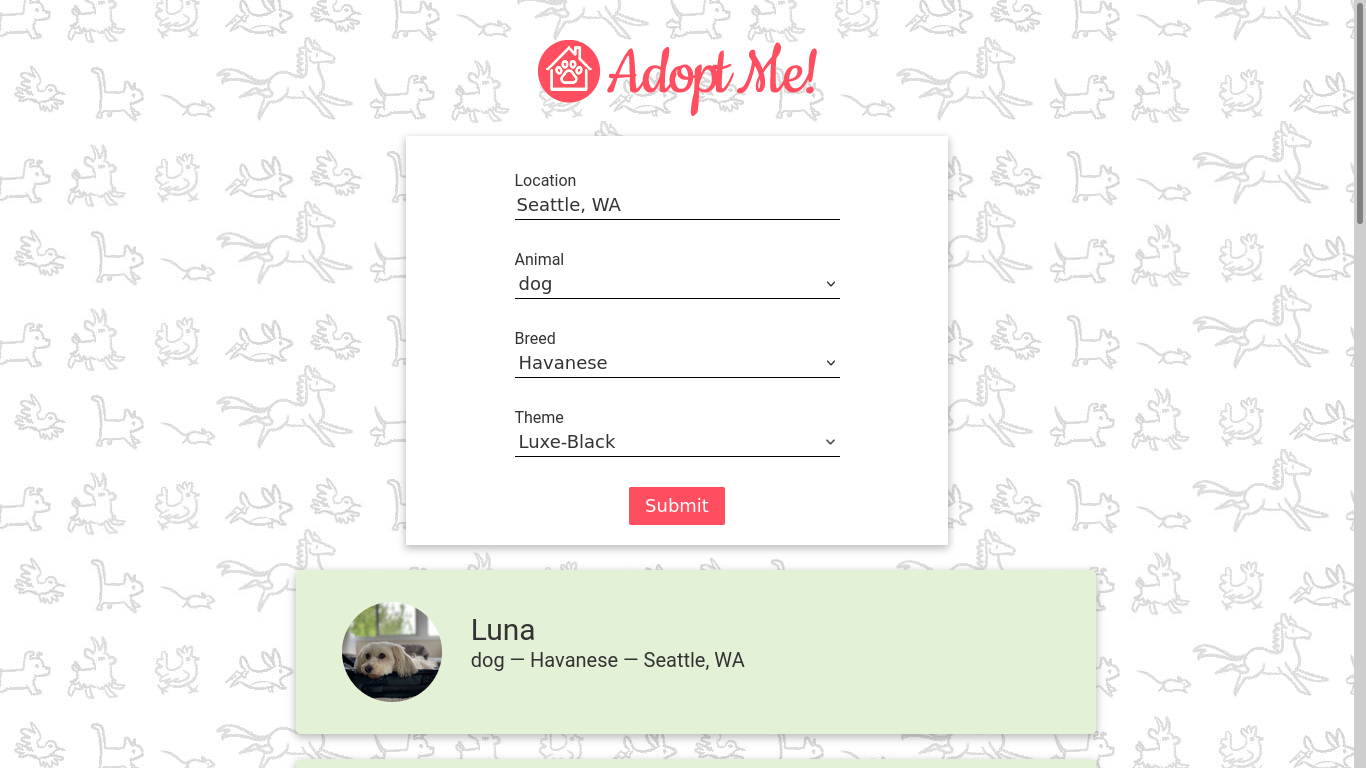 Adopt Me!
Location
Seattle, WA
Animal
dog
Breed
Havanese
Theme
Luxe-Black
Submit
Luna
dog — Havanese — Seattle, WA